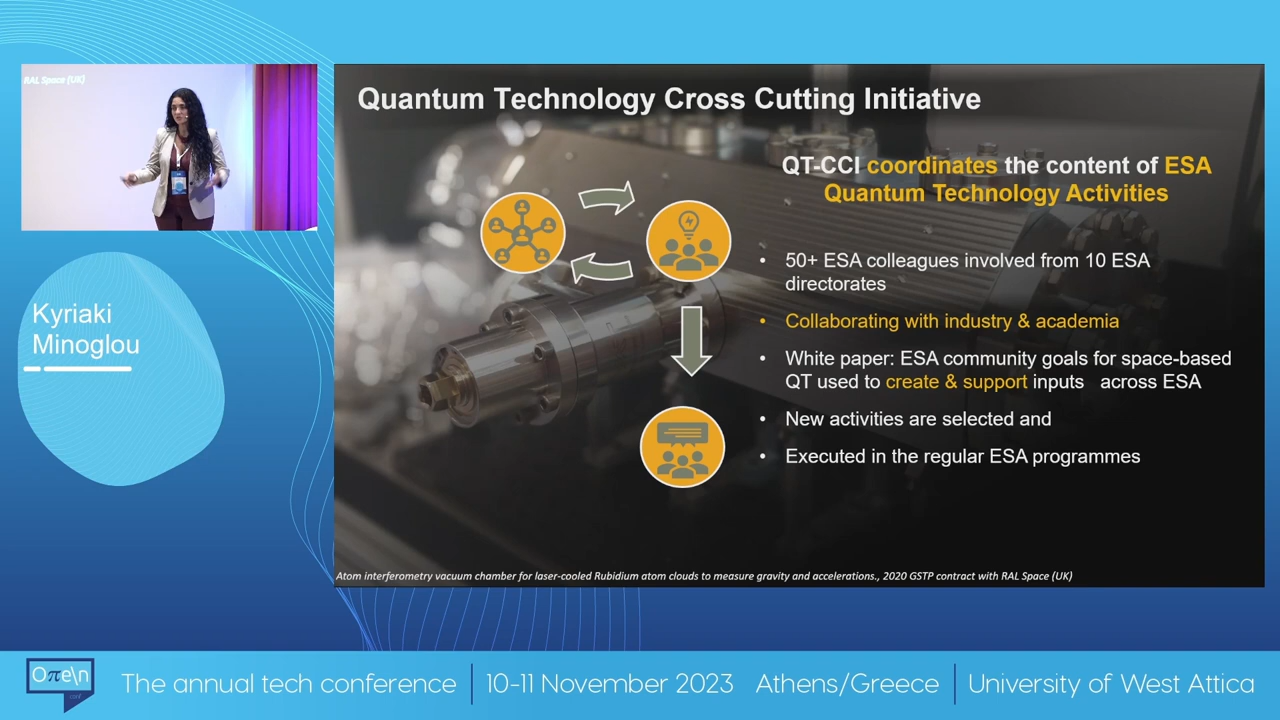 RAL Space (UK)
Kyriaki
Minoglou
Quantum Technology Cross Cutting Initiative
QT-CCI coordinates the content of ESA
Quantum Technology Activities
• 50+ ESA colleagues involved from 10 ESA
directorates
• Collaborating with industry & academia
• White paper: ESA community goals for space-based
QT used to create & support inputs across ESA
• New activities are selected and
• Executed in the regular ESA programmes
Atom interferometry vacuum chamber for laser-cooled Rubidium atom clouds to measure gravity and accelerations., 2020 GSTP contract with RAL Space (UK)
Oπe\n
conf
The annual tech conference | 10-11 November 2023 Athens/Greece | University of West Attica